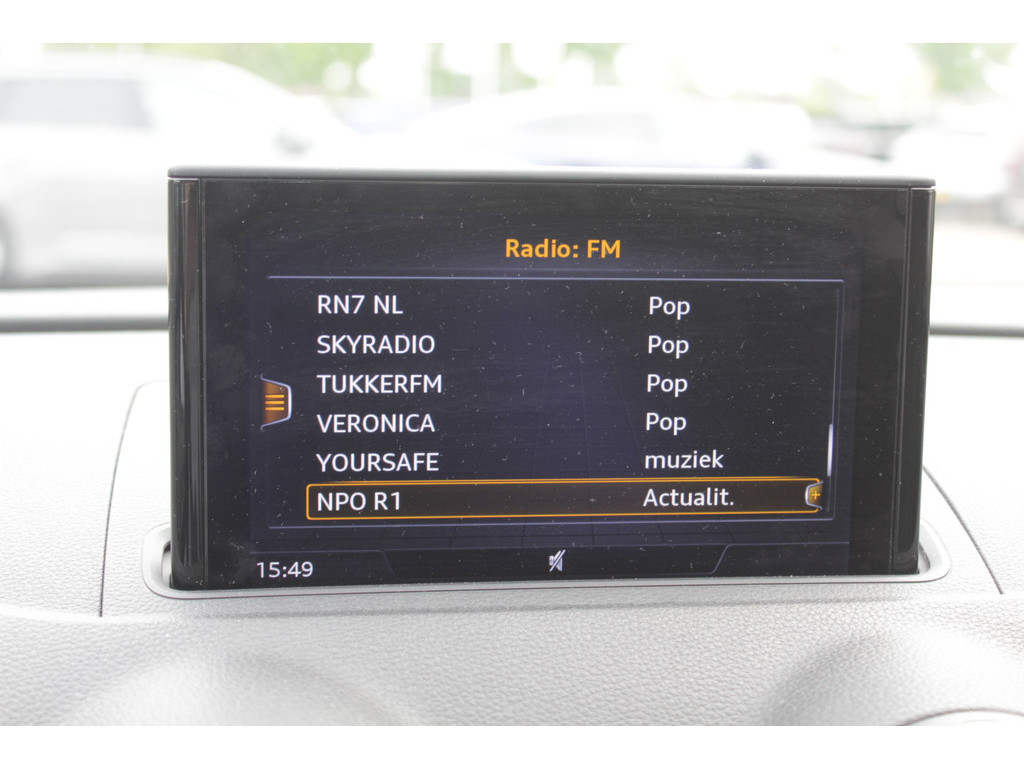 Radio: FM
RN7 NL Pop
SKYRADIO Pop
TUKKERFM Pop
VERONICA Pop
YOURSAFE muziek
NPO R1 Actualit.
15:49